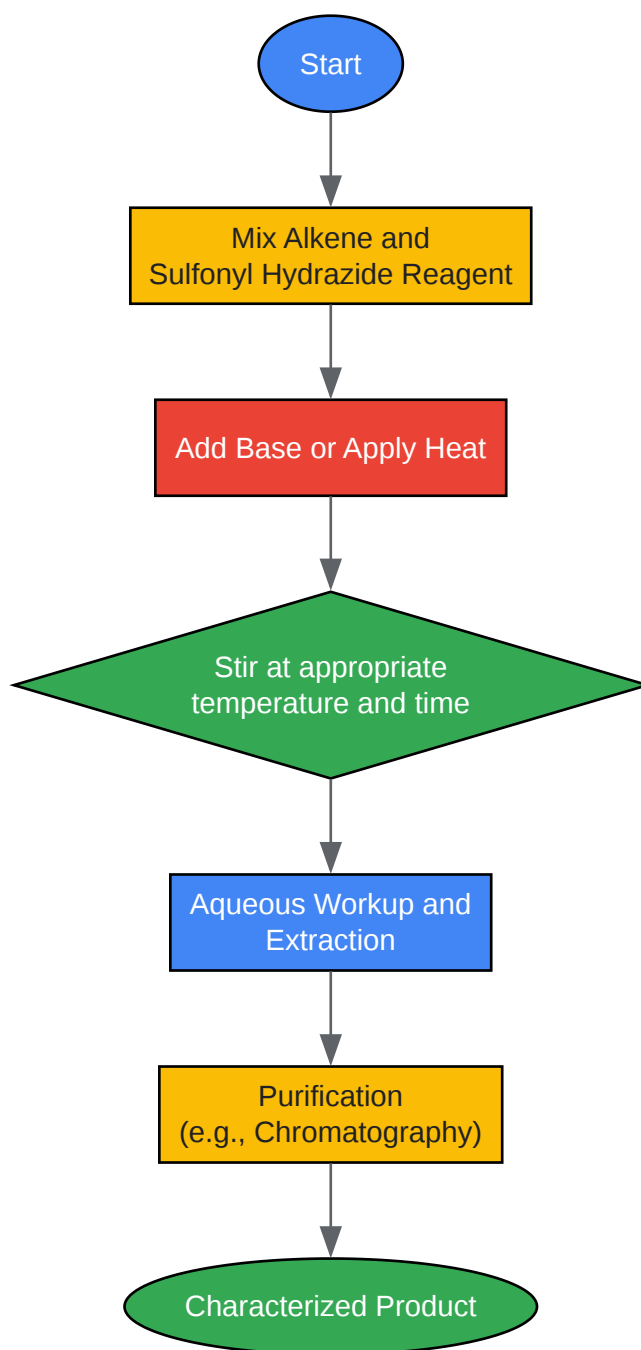 Start
Mix Alkene and
Sulfonyl Hydrazide Reagent
Add Base or Apply Heat
Stir at appropriate
temperature and time
Aqueous Workup and
Extraction
Purification
(e.g., Chromatography)
Characterized Product